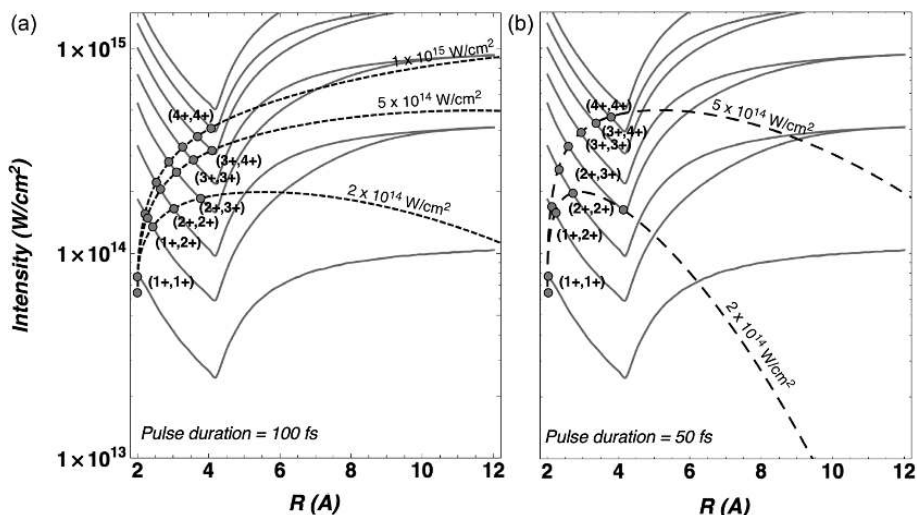 (a)
Intensity (W/cm²)
1 × 10¹⁵
1 × 10¹⁴
1 × 10¹³
1 x 10¹⁵ W/cm²
5 x 10¹⁴ W/cm²
2 x 10¹⁴ W/cm²
(4+,4+)
(3+,4+)
(3+,3+)
(2+,3+)
(2+,2+)
(1+,2+)
(1+,1+)
Pulse duration = 100 fs
2 4 6 8 10 12
R (A)
(b)
5 x 10¹⁴ W/cm²
2 x 10¹⁴ W/cm²
(4+,4+)
(3+,4+)
(3+,3+)
(2+,3+)
(2+,2+)
(1+,2+)
(1+,1+)
Pulse duration = 50 fs
2 4 6 8 10 12
R (A)